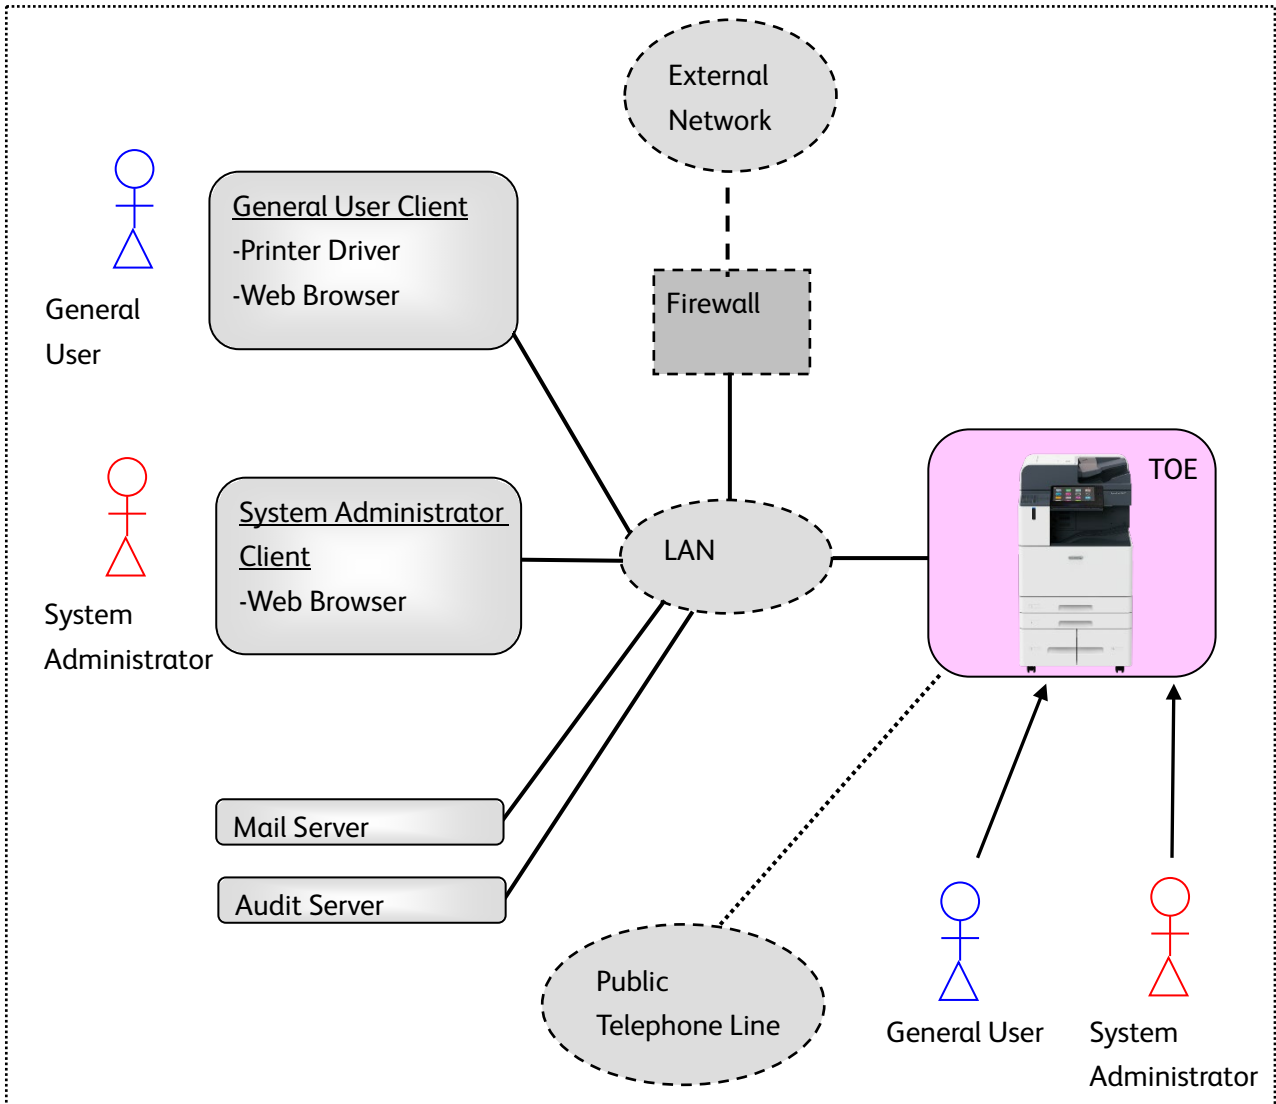 External
Network
General User Client
-Printer Driver
-Web Browser
General
User
Firewall
TOE
System Administrator
Client
-Web Browser
LAN
System
Administrator
Mail Server
Audit Server
Public
Telephone Line
General User
System
Administrator